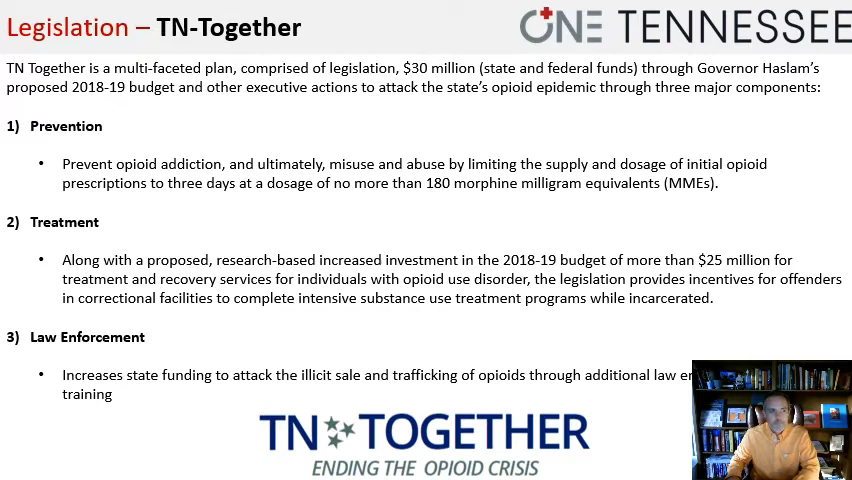 Legislation – TN-Together
ONE TENNESSEE
TN Together is a multi-faceted plan, comprised of legislation, $30 million (state and federal funds) through Governor Haslam's
proposed 2018-19 budget and other executive actions to attack the state's opioid epidemic through three major components:
1) Prevention
• Prevent opioid addiction, and ultimately, misuse and abuse by limiting the supply and dosage of initial opioid
prescriptions to three days at a dosage of no more than 180 morphine milligram equivalents (MMEs).
2) Treatment
• Along with a proposed, research-based increased investment in the 2018-19 budget of more than $25 million for
treatment and recovery services for individuals with opioid use disorder, the legislation provides incentives for offenders
in correctional facilities to complete intensive substance use treatment programs while incarcerated.
3) Law Enforcement
• Increases state funding to attack the illicit sale and trafficking of opioids through additional law
training
TN TOGETHER
ENDING THE OPIOID CRISIS